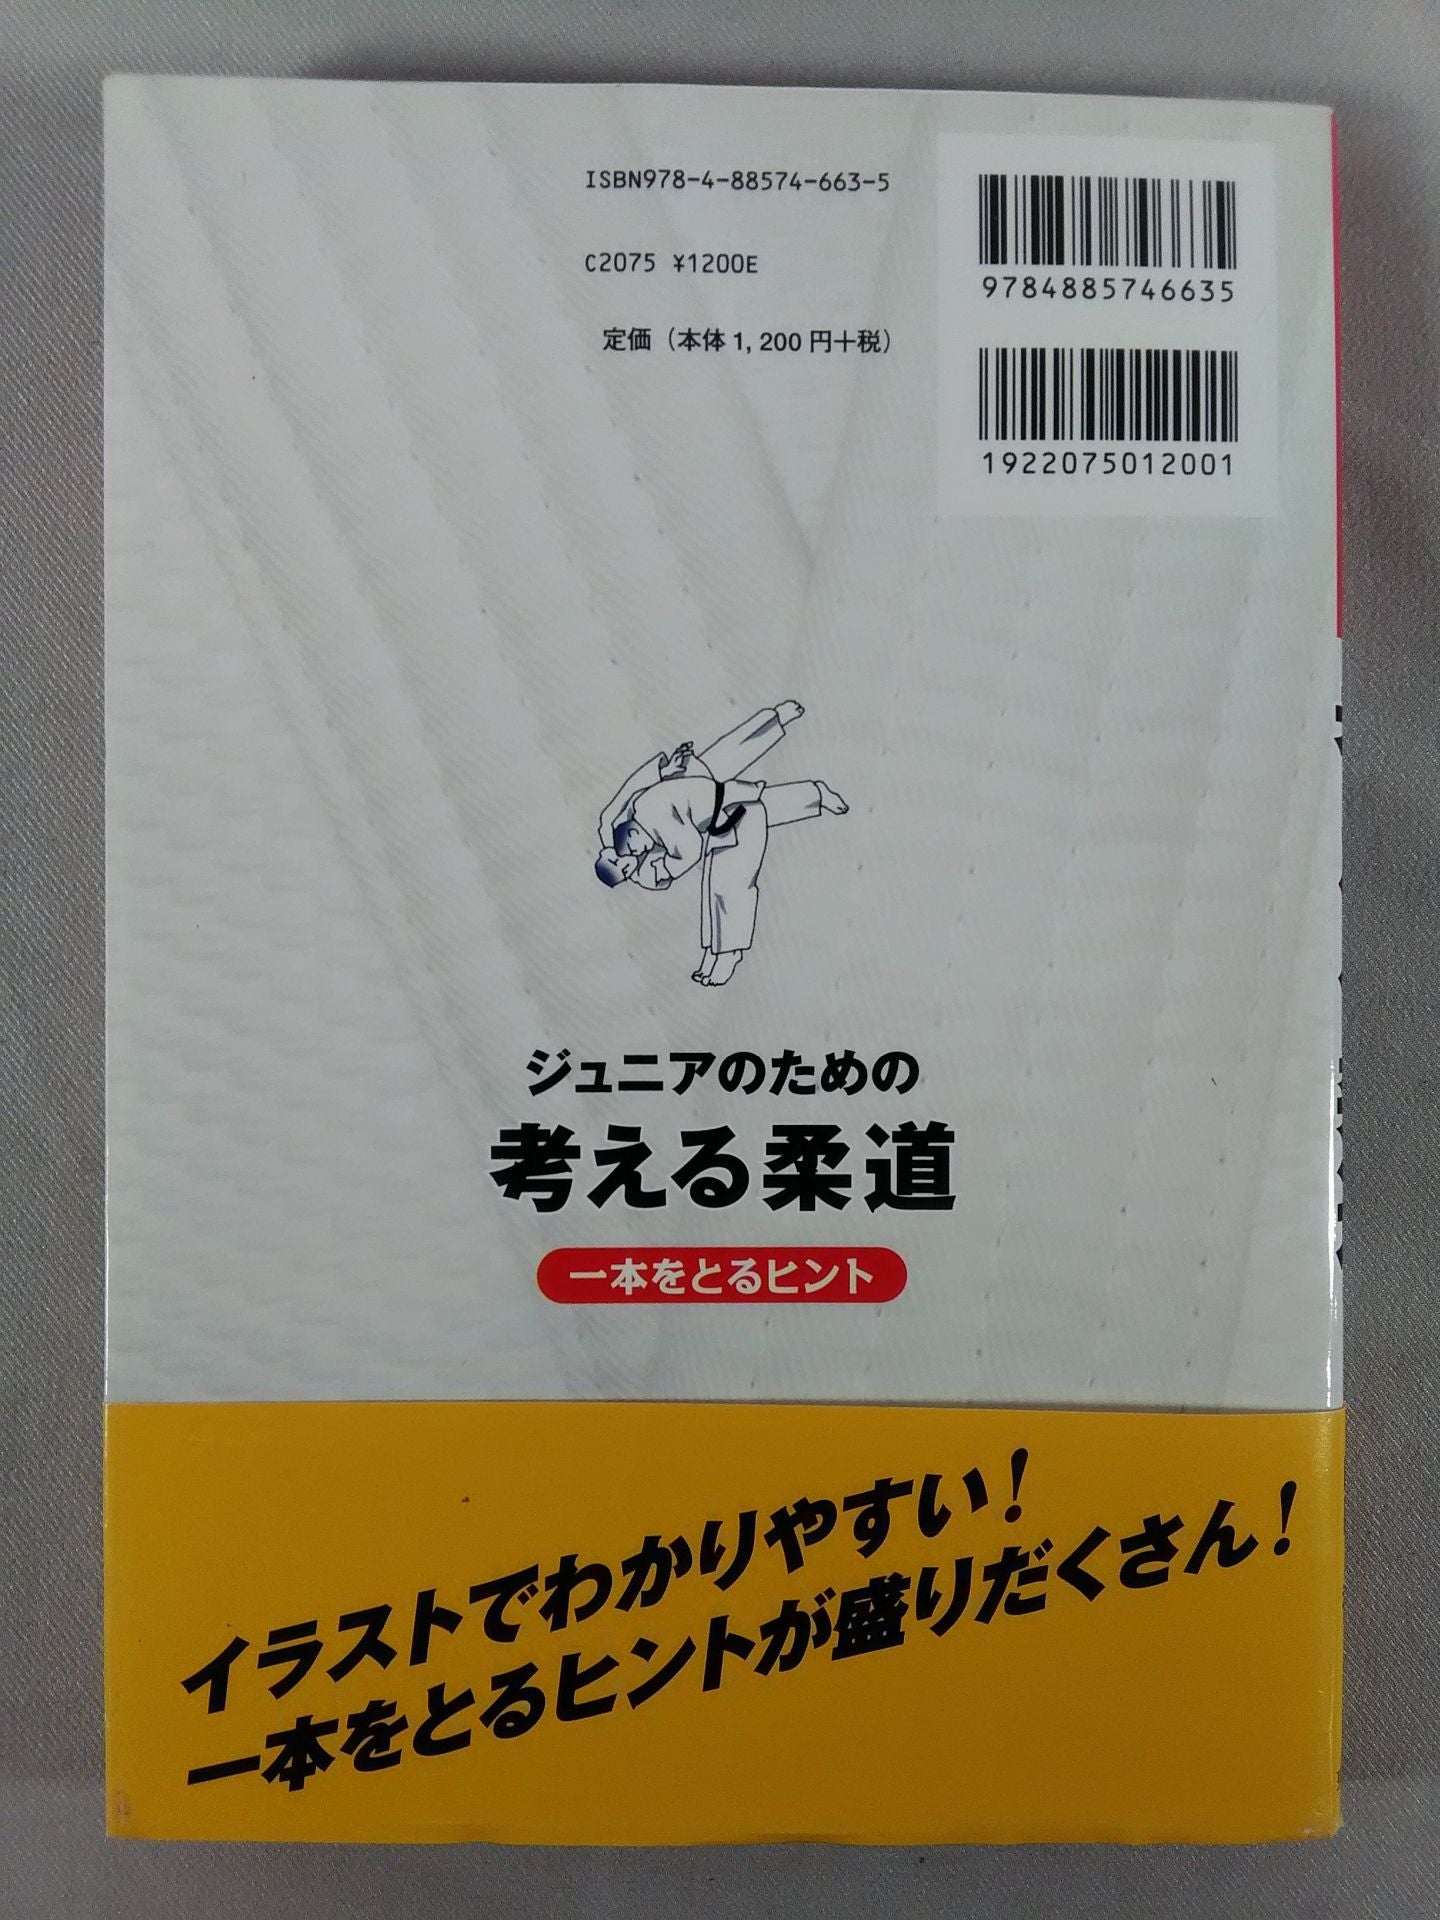 ISBN978-4-88574-663-5
C2075 ¥1200E
定価（本体1,200円+税）
9784885746635
1922075012001
ジュニアのための
考える柔道
一本をとるヒント
イラストでわかりやすい!
一本をとるヒントが盛りだくさん!